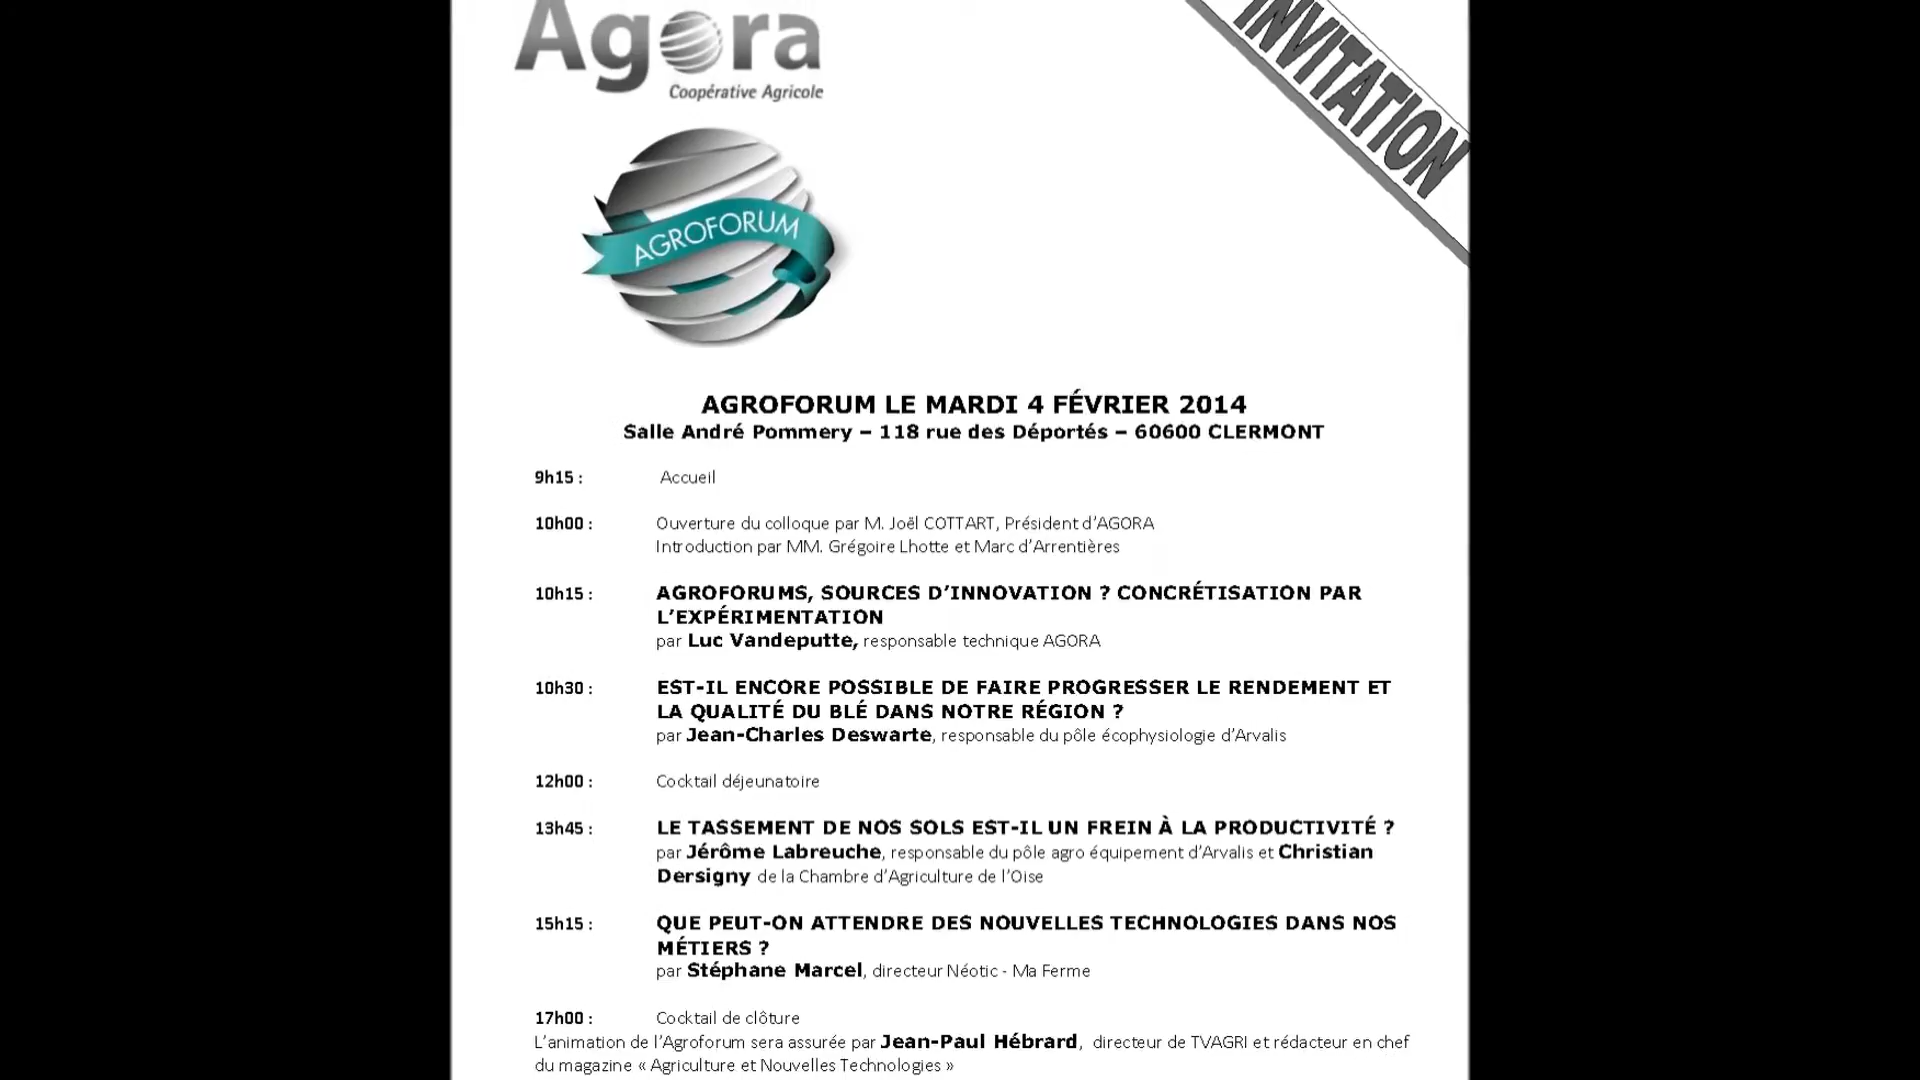 Agora
Coopérative Agricole
INVITATION
AGROFORUM
AGROFORUM LE MARDI 4 FÉVRIER 2014
Salle André Pommery – 118 rue des Déportés – 60600 CLERMONT
9h15 : Accueil
10h00 : Ouverture du colloque par M. Joël COTTART, Président d’AGORA
Introduction par MM. Grégoire Lhotte et Marc d’Arrentières
10h15 : AGROFORUMS, SOURCES D’INNOVATION ? CONCRÉTISATION PAR
L’EXPÉRIMENTATION
par Luc Vandeputte, responsable technique AGORA
10h30 : EST-IL ENCORE POSSIBLE DE FAIRE PROGRESSER LE RENDEMENT ET
LA QUALITÉ DU BLÉ DANS NOTRE RÉGION ?
par Jean-Charles Deswarte, responsable du pôle écophysiologie d’Arvalis
12h00 : Cocktail déjeunatoire
13h45 : LE TASSEMENT DE NOS SOLS EST-IL UN FREIN À LA PRODUCTIVITÉ ?
par Jérôme Labreuche, responsable du pôle agro équipement d’Arvalis et Christian
Dersigny de la Chambre d’Agriculture de l’Oise
15h15 : QUE PEUT-ON ATTENDRE DES NOUVELLES TECHNOLOGIES DANS NOS
MÉTIERS ?
par Stéphane Marcel, directeur Néotic - Ma Ferme
17h00 : Cocktail de clôture
L’animation de l’Agroforum sera assurée par Jean-Paul Hébrard, directeur de TVAGRI et rédacteur en chef
du magazine « Agriculture et Nouvelles Technologies »